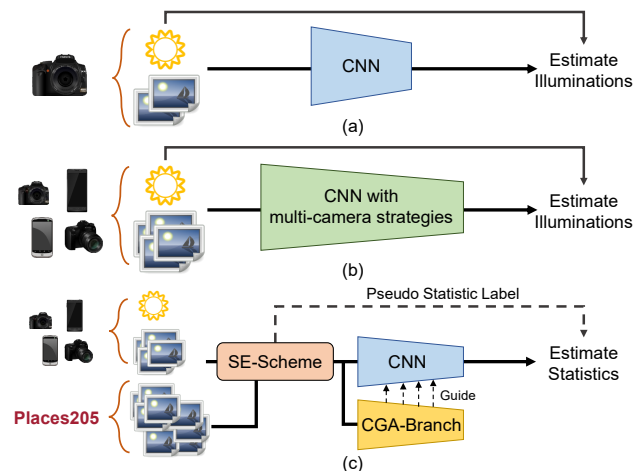 CNN
Estimate
Illuminations
(a)
CNN with
multi-camera strategies
Estimate
Illuminations
(b)
Pseudo Statistic Label
SE-Scheme
CNN
Estimate
Statistics
Guide
Places205
CGA-Branch
(c)